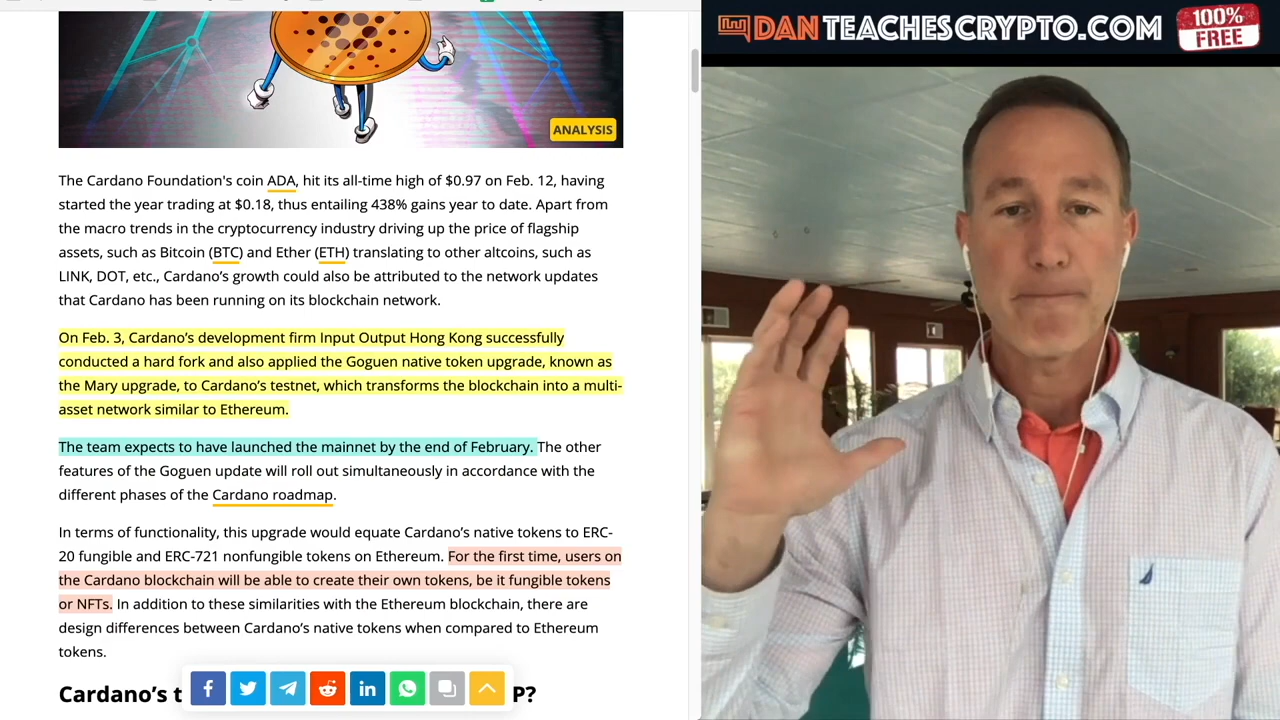 ANALYSIS
The Cardano Foundation's coin ADA, hit its all-time high of $0.97 on Feb. 12, having
started the year trading at $0.18, thus entailing 438% gains year to date. Apart from
the macro trends in the cryptocurrency industry driving up the price of flagship
assets, such as Bitcoin (BTC) and Ether (ETH) translating to other altcoins, such as
LINK, DOT, etc., Cardano’s growth could also be attributed to the network updates
that Cardano has been running on its blockchain network.
On Feb. 3, Cardano’s development firm Input Output Hong Kong successfully
conducted a hard fork and also applied the Goguen native token upgrade, known as
the Mary upgrade, to Cardano’s testnet, which transforms the blockchain into a multi-
asset network similar to Ethereum.
The team expects to have launched the mainnet by the end of February. The other
features of the Goguen update will roll out simultaneously in accordance with the
different phases of the Cardano roadmap.
In terms of functionality, this upgrade would equate Cardano’s native tokens to ERC-
20 fungible and ERC-721 nonfungible tokens on Ethereum. For the first time, users on
the Cardano blockchain will be able to create their own tokens, be it fungible tokens
or NFTs. In addition to these similarities with the Ethereum blockchain, there are
design differences between Cardano’s native tokens when compared to Ethereum
tokens.
Cardano’s t P?
DANTEACHESCRYPTO.COM
100%
FREE